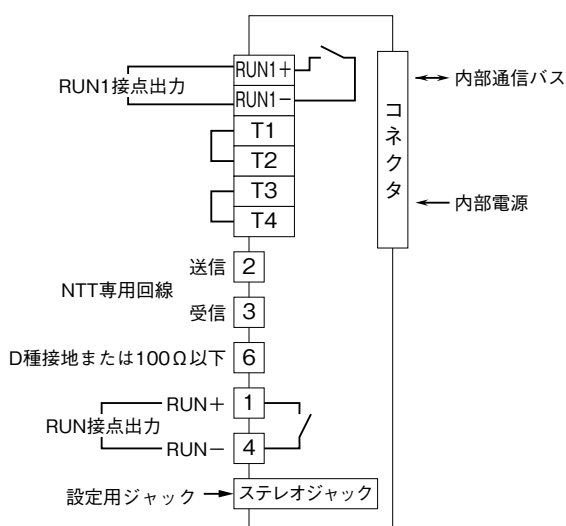 RUN1接点出力
RUN1+
RUN1−
T1
T2
T3
T4
コネクタ
内部通信バス
内部電源
NTT専用回線
送信 2
受信 3
D種接地または100Ω以下 6
RUN接点出力
RUN+ 1
RUN− 4
設定用ジャック
ステレオジャック